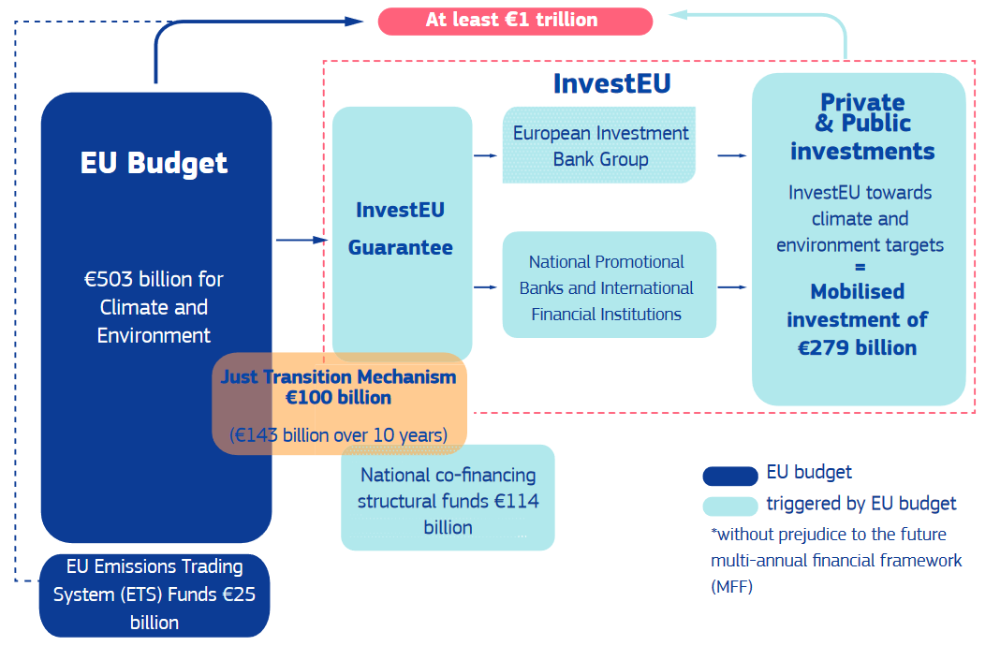 At least €1 trillion
EU Budget
€503 billion for
Climate and
Environment
InvestEU
InvestEU
Guarantee
European Investment
Bank Group
National Promotional
Banks and International
Financial Institutions
Private
& Public
investments
InvestEU towards
climate and
environment targets
=
Mobilised
investment of
€279 billion
Just Transition Mechanism
€100 billion
(€143 billion over 10 years)
National co-financing
structural funds €114
billion
...
EU Emissions Trading
System (ETS) Funds €25
billion
EU budget
triggered by EU budget
*without prejudice to the future
multi-annual financial framework
(MFF)